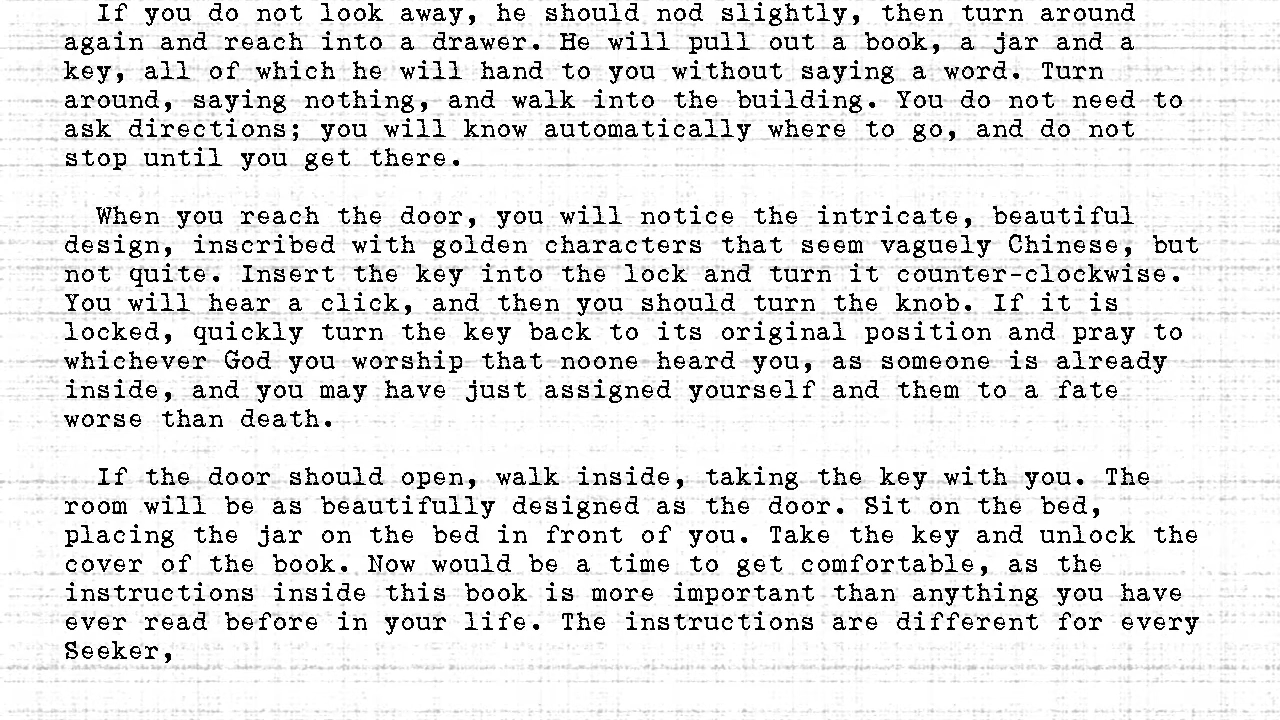 If you do not look away, he should nod slightly, then turn around
again and reach into a drawer. He will pull out a book, a jar and a
key, all of which he will hand to you without saying a word. Turn
around, saying nothing, and walk into the building. You do not need to
ask directions; you will know automatically where to go, and do not
stop until you get there.
When you reach the door, you will notice the intricate, beautiful
design, inscribed with golden characters that seem vaguely Chinese, but
not quite. Insert the key into the lock and turn it counter-clockwise.
You will hear a click, and then you should turn the knob. If it is
locked, quickly turn the key back to its original position and pray to
whichever God you worship that noone heard you, as someone is already
inside, and you may have just assigned yourself and them to a fate
worse than death.
If the door should open, walk inside, taking the key with you. The
room will be as beautifully designed as the door. Sit on the bed,
placing the jar on the bed in front of you. Take the key and unlock the
cover of the book. Now would be a time to get comfortable, as the
instructions inside this book is more important than anything you have
ever read before in your life. The instructions are different for every
Seeker,